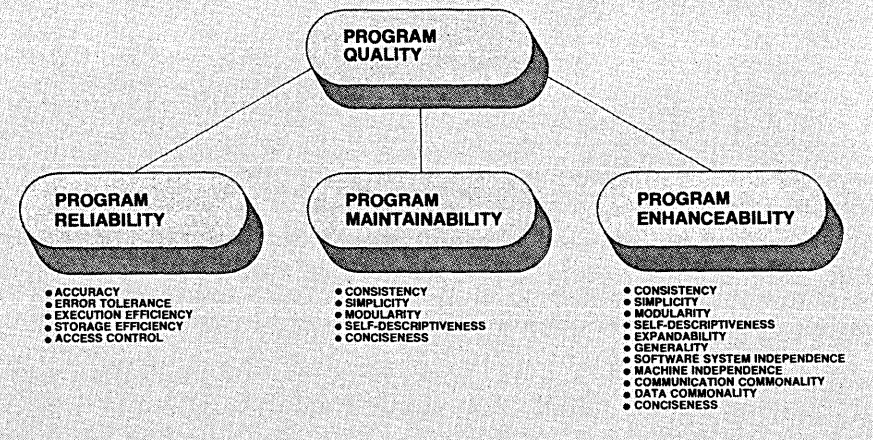 PROGRAM
QUALITY
PROGRAM
RELIABILITY
• ACCURACY
• ERROR TOLERANCE
• EXECUTION EFFICIENCY
• STORAGE EFFICIENCY
• ACCESS CONTROL
PROGRAM
MAINTAINABILITY
• CONSISTENCY
• SIMPLICITY
• MODULARITY
• SELF-DESCRIPTIVENESS
• CONCISENESS
PROGRAM
ENHANCEABILITY
• CONSISTENCY
• SIMPLICITY
• MODULARITY
• SELF-DESCRIPTIVENESS
• EXPANDABILITY
• GENERALITY
• SOFTWARE SYSTEM INDEPENDENCE
• MACHINE INDEPENDENCE
• COMMUNICATION COMMONALITY
• DATA COMMONALITY
• CONCISENESS